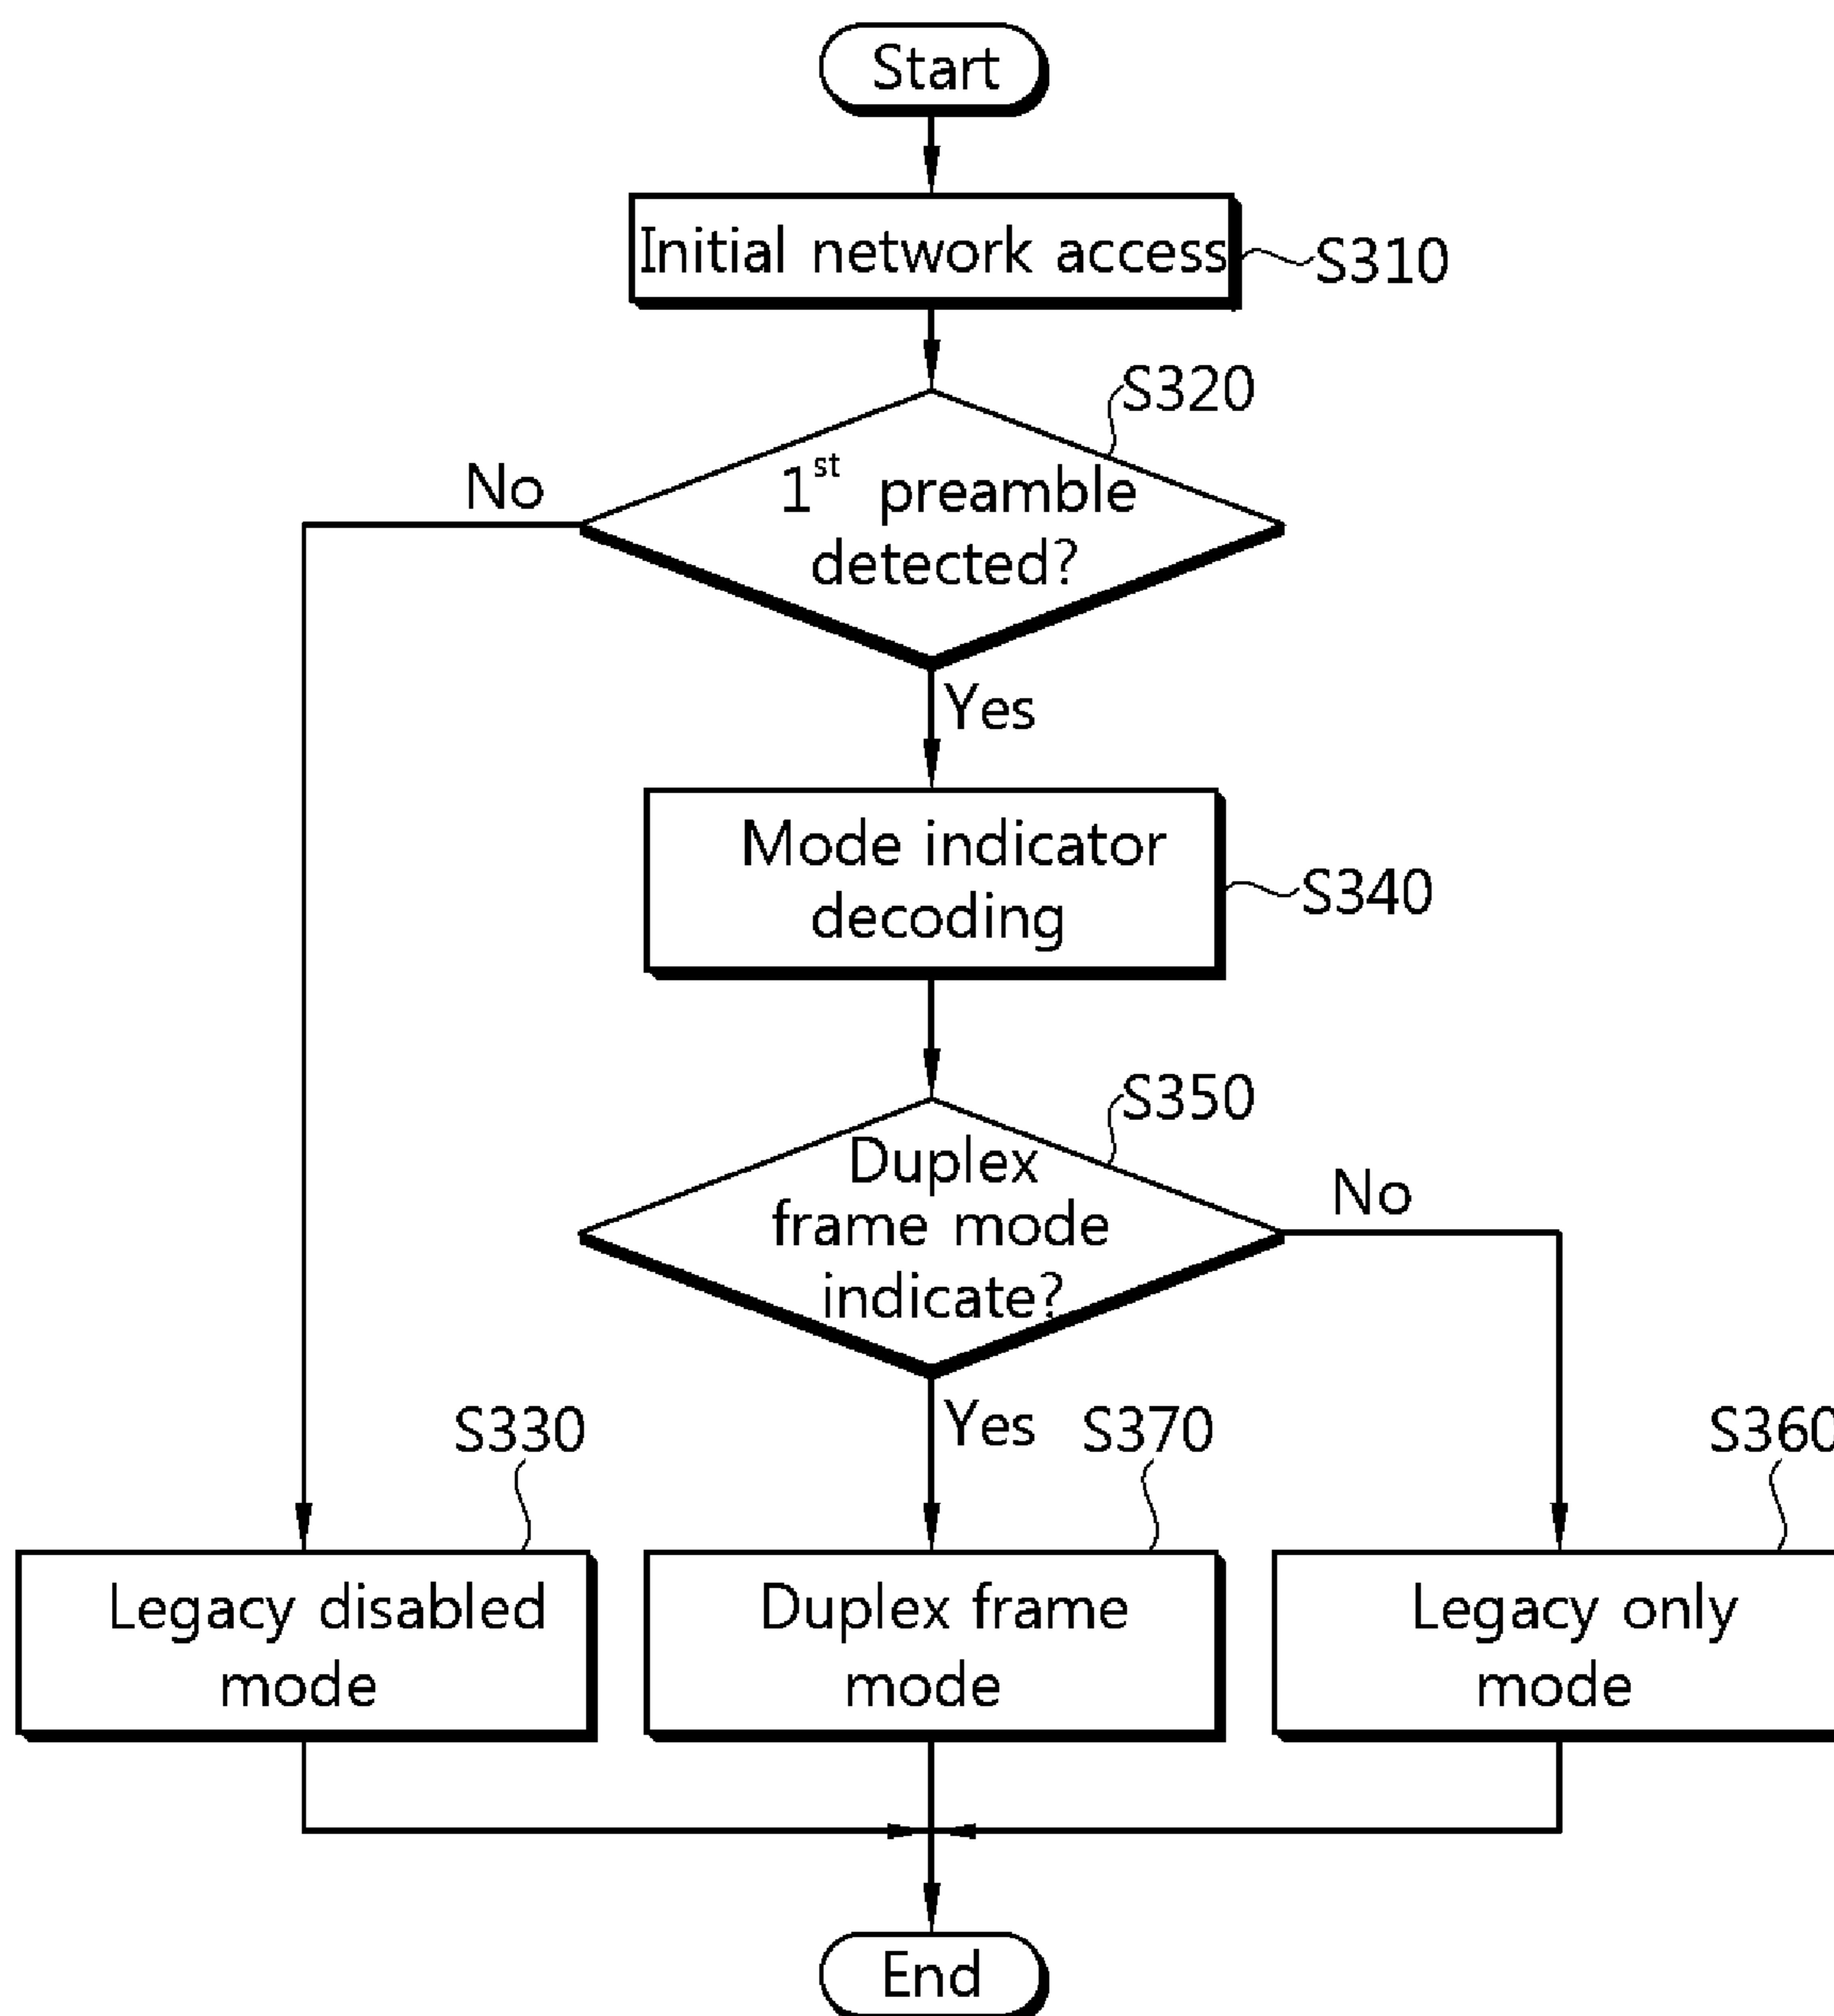 Start
Initial network access
S310
S320
No
1st preamble
detected?
Yes
Mode indicator
decoding
S340
S350
Duplex
frame mode
indicate?
No
Yes
S330
S370
S360
Legacy disabled
mode
Duplex frame
mode
Legacy only
mode
End